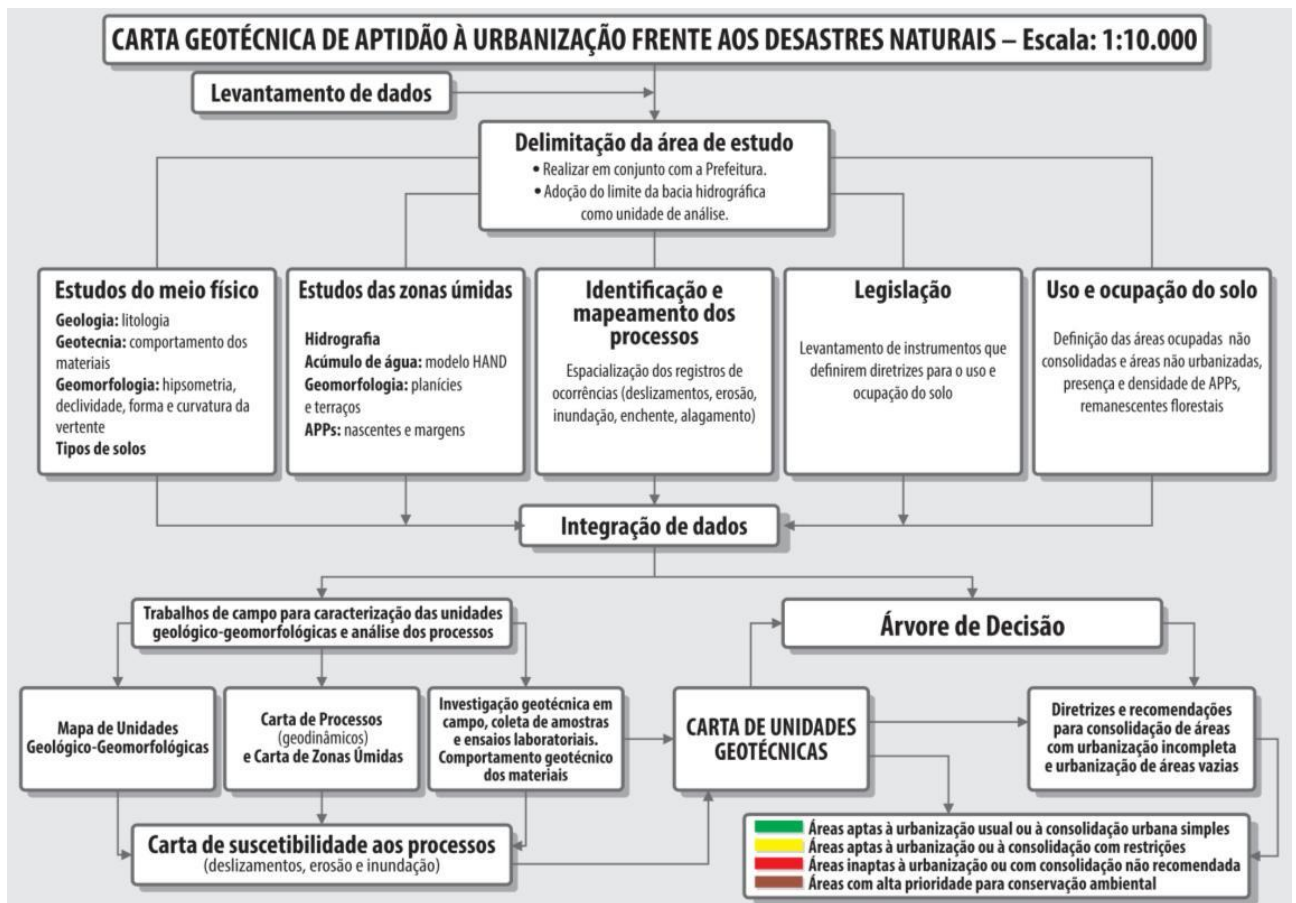 CARTA GEOTÉCNICA DE APTIDÃO À URBANIZAÇÃO FRENTE AOS DESASTRES NATURAIS – Escala: 1:10.000
Levantamento de dados
Delimitação da área de estudo
• Realizar em conjunto com a Prefeitura.
• Adoção do limite da bacia hidrográfica
como unidade de análise.
Estudos do meio físico
Geologia: litologia
Geotecnia: comportamento dos
materiais
Geomorfologia: hipsometria,
declividade, forma e curvatura da
vertente
Tipos de solos
Estudos das zonas úmidas
Hidrografia
Acúmulo de água: modelo HAND
Geomorfologia: planícies
e terraços
APPs: nascentes e margens
Identificação e
mapeamento dos
processos
Espacialização dos registros de
ocorrências (deslizamentos, erosão,
inundação, enchente, alagamento)
Legislação
Levantamento de instrumentos que
definirem diretrizes para o uso e
ocupação do solo
Uso e ocupação do solo
Definição das áreas ocupadas não
consolidadas e áreas não urbanizadas,
presença e densidade de APPs,
remanescentes florestais
Integração de dados
Trabalhos de campo para caracterização das unidades
geológico-geomorfológicas e análise dos processos
Árvore de Decisão
Mapa de Unidades
Geológico-Geomorfológicas
Carta de Processos
(geodinâmicos)
e Carta de Zonas Úmidas
Investigação geotécnica em
campo, coleta de amostras
e ensaios laboratoriais.
Comportamento geotécnico
dos materiais
CARTA DE UNIDADES
GEOTÉCNICAS
Diretrizes e recomendações
para consolidação de áreas
com urbanização incompleta
e urbanização de áreas vazias
Carta de suscetibilidade aos processos
(deslizamentos, erosão e inundação)
Áreas aptas à urbanização usual ou à consolidação urbana simples
Áreas aptas à urbanização ou à consolidação com restrições
Áreas inaptas à urbanização ou com consolidação não recomendada
Áreas com alta prioridade para conservação ambiental